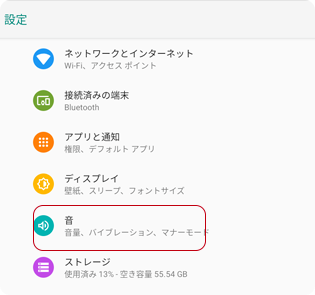 設定
ネットワークとインターネット
Wi-Fi、アクセス ポイント
接続済みの端末
Bluetooth
アプリと通知
権限、デフォルト アプリ
ディスプレイ
壁紙、スリープ、フォントサイズ
音
音量、バイブレーション、マナーモード
ストレージ
使用済み 13% - 空き容量 55.54 GB